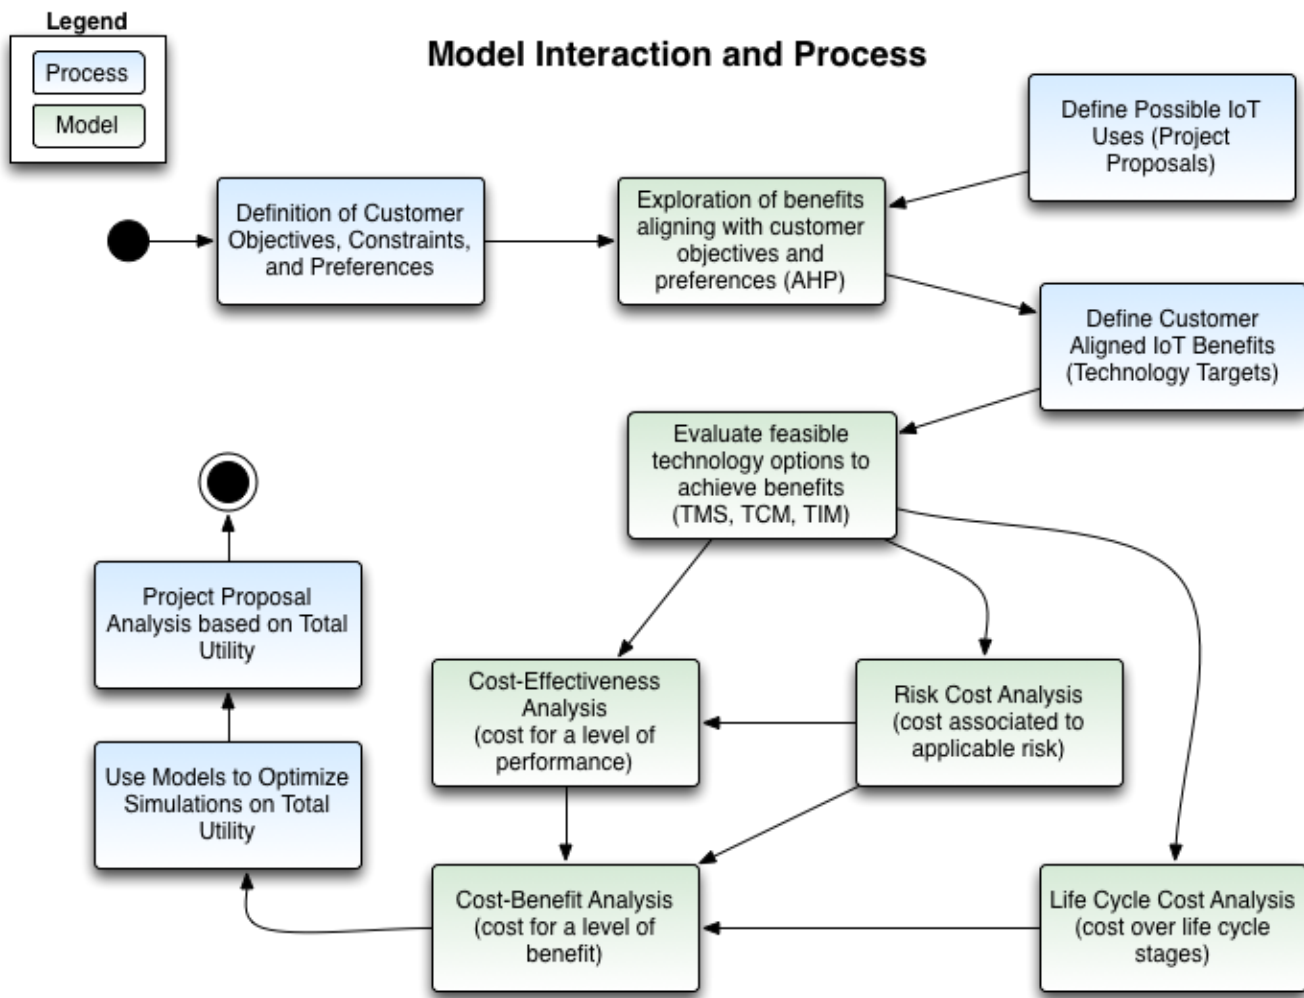 Legend
Process
Model
Model Interaction and Process
Define Possible IoT
Uses (Project
Proposals)
Definition of Customer
Objectives, Constraints,
and Preferences
Exploration of benefits
aligning with customer
objectives and
preferences (AHP)
Define Customer
Aligned IoT Benefits
(Technology Targets)
Evaluate feasible
technology options to
achieve benefits
(TMS, TCM, TIM)
Project Proposal
Analysis based on Total
Utility
Cost-Effectiveness
Analysis
(cost for a level of
performance)
Risk Cost Analysis
(cost associated to
applicable risk)
Use Models to Optimize
Simulations on Total
Utility
Cost-Benefit Analysis
(cost for a level of
benefit)
Life Cycle Cost Analysis
(cost over life cycle
stages)